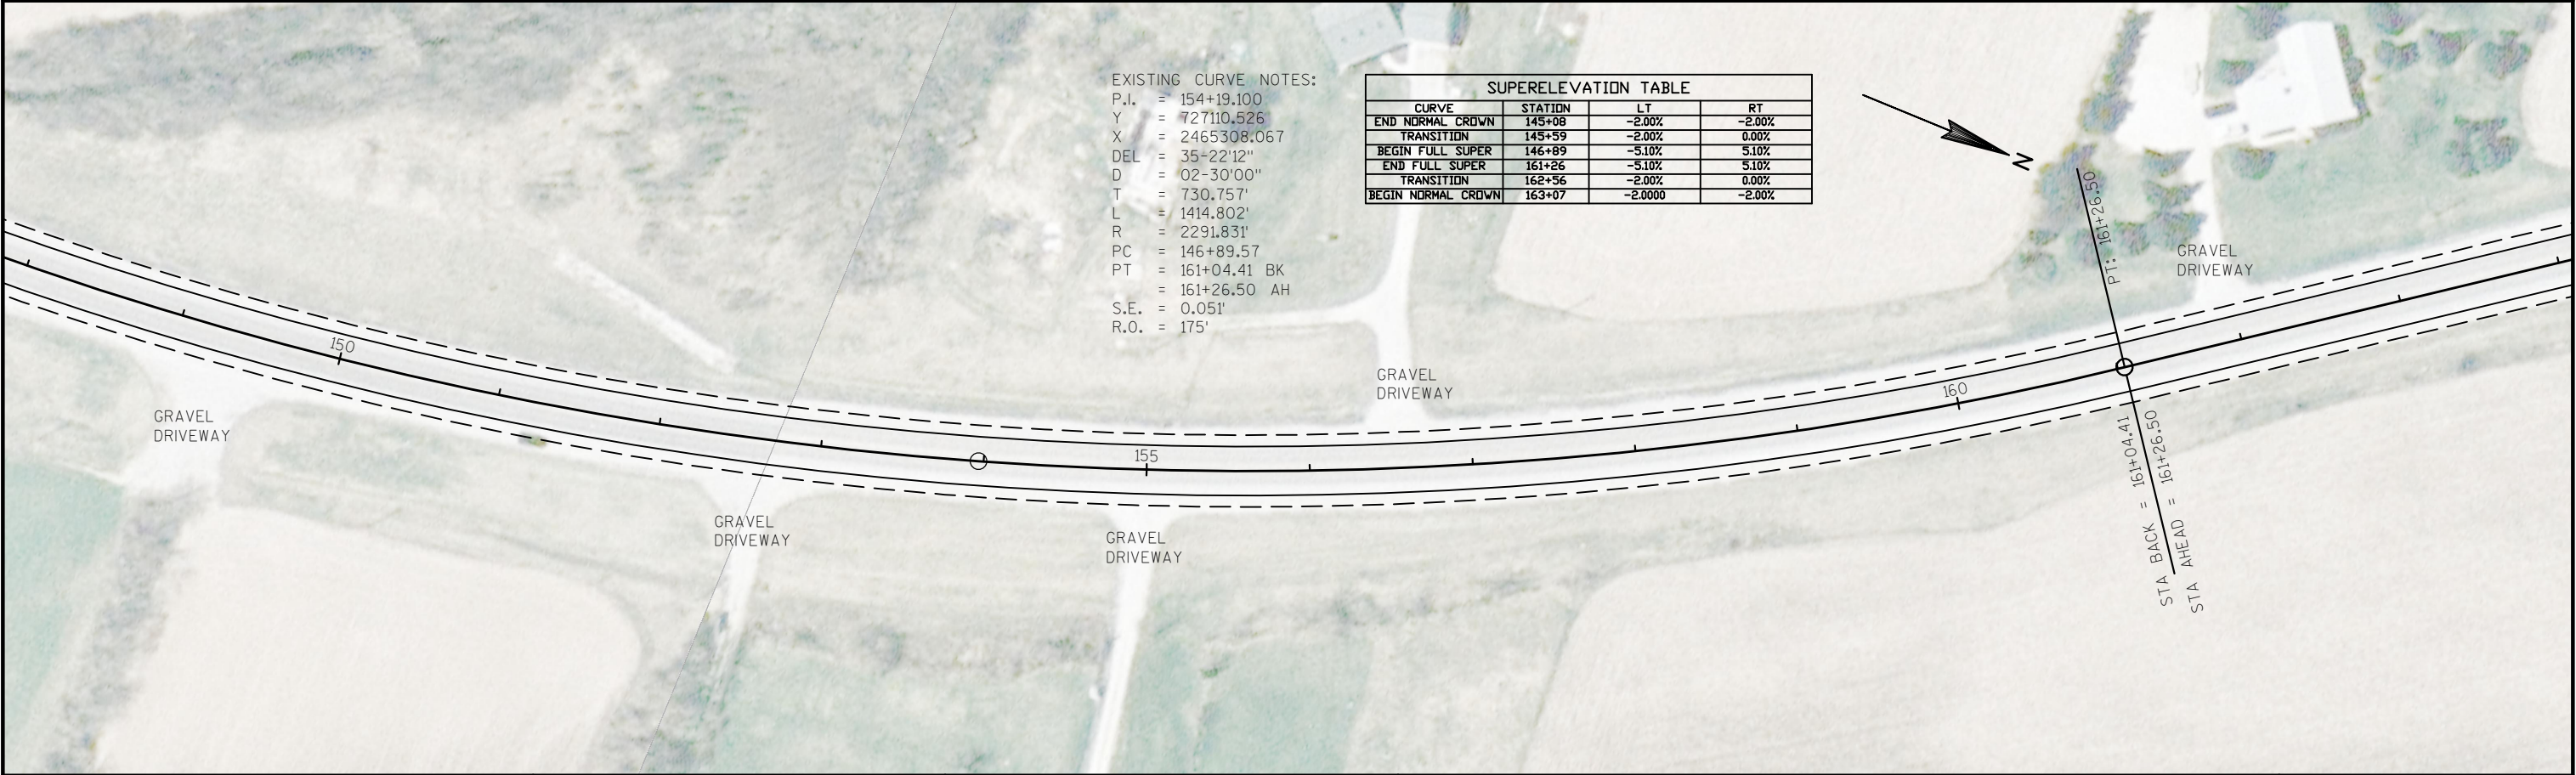 EXISTING CURVE NOTES:
P.I. = 154+19.100
Y = 727110.526
X = 2465308.067
DEL = 35-22'12"
D = 02-30'00"
T = 730.757'
L = 1414.802'
R = 2291.831'
PC = 146+89.57
PT = 161+04.41 BK
= 161+26.50 AH
S.E. = 0.051'
R.O. = 175'
SUPERELEVATION TABLE
CURVE STATION LT RT
END NORMAL CROWN 145+08 -2.00% -2.00%
TRANSITION 145+59 -2.00% 0.00%
BEGIN FULL SUPER 146+89 -5.10% 5.10%
END FULL SUPER 161+26 -5.10% 5.10%
TRANSITION 162+56 -2.00% 0.00%
BEGIN NORMAL CROWN 163+07 -2.0000 -2.00%
N
PT: 161+26.50
GRAVEL
DRIVEWAY
150
GRAVEL
DRIVEWAY
160
GRAVEL
DRIVEWAY
155
STA BACK = 161+04.41
STA AHEAD = 161+26.50
GRAVEL
DRIVEWAY
GRAVEL
DRIVEWAY